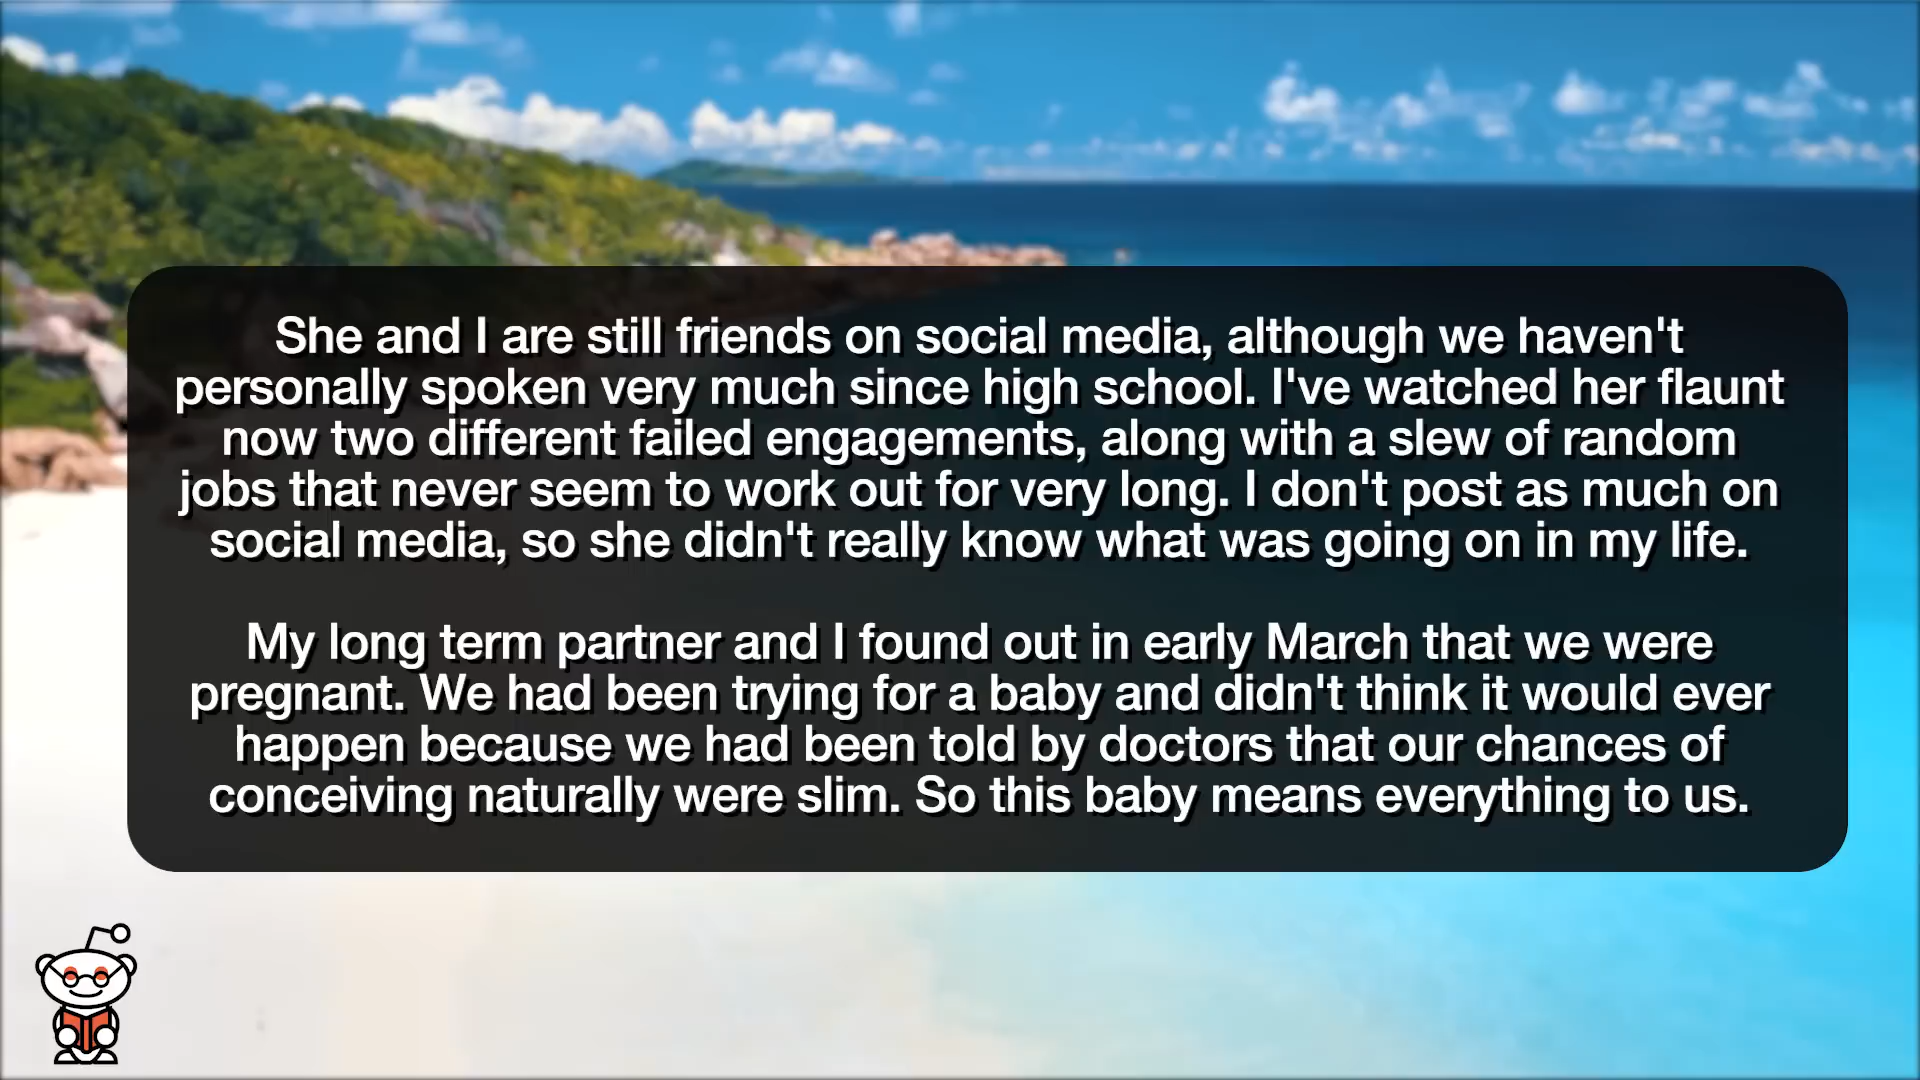 She and I are still friends on social media, although we haven't
personally spoken very much since high school. I've watched her flaunt
now two different failed engagements, along with a slew of random
jobs that never seem to work out for very long. I don't post as much on
social media, so she didn't really know what was going on in my life.
My long term partner and I found out in early March that we were
pregnant. We had been trying for a baby and didn't think it would ever
happen because we had been told by doctors that our chances of
conceiving naturally were slim. So this baby means everything to us.